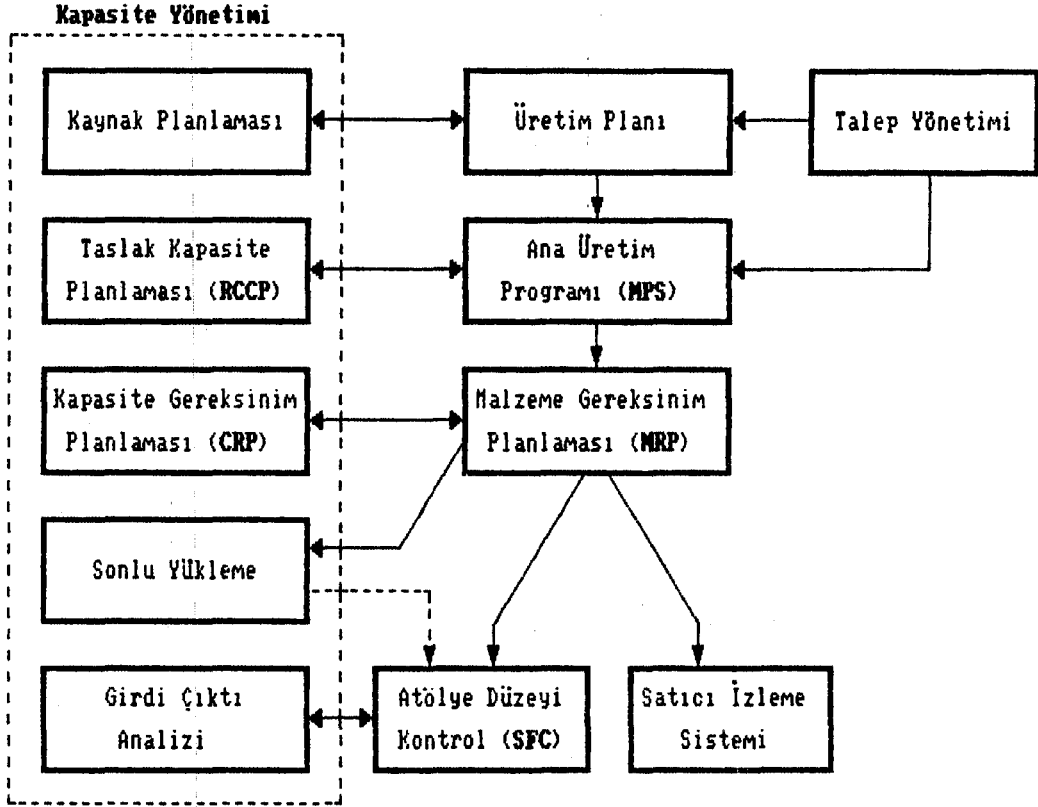 Kapasite Yönetimi
Kaynak Planlaması
Üretim Planı
Talep Yönetimi
Taslak Kapasite
Planlaması (RCCP)
Ana Üretim
Programı (MPS)
Kapasite Gereksinim
Planlaması (CRP)
Malzeme Gereksinim
Planlaması (MRP)
Sonlu Yükleme
Girdi Çıktı
Analizi
Atölye Düzeyi
Kontrol (SFC)
Satıcı İzleme
Sistemi